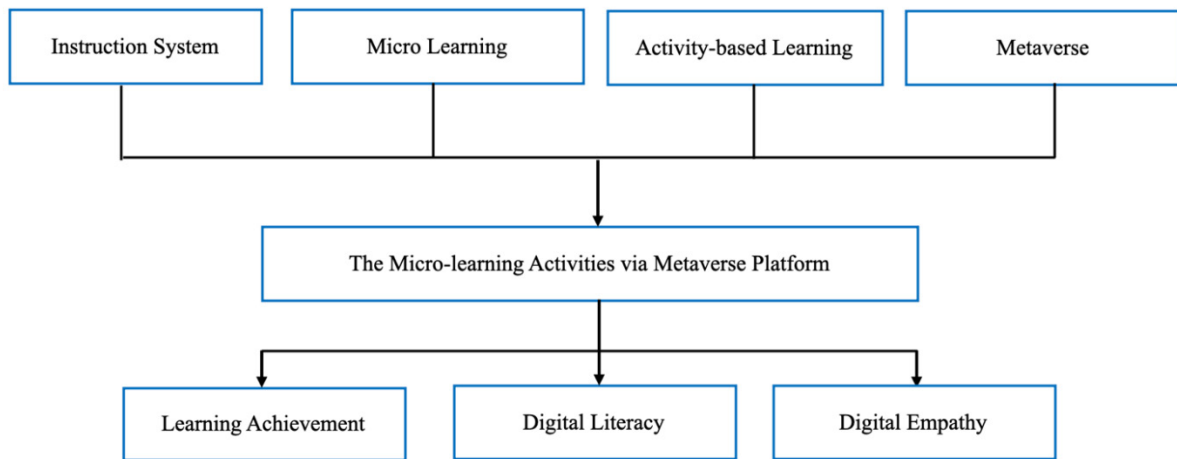 Instruction System
Micro Learning
Activity-based Learning
Metaverse
The Micro-learning Activities via Metaverse Platform
Learning Achievement
Digital Literacy
Digital Empathy